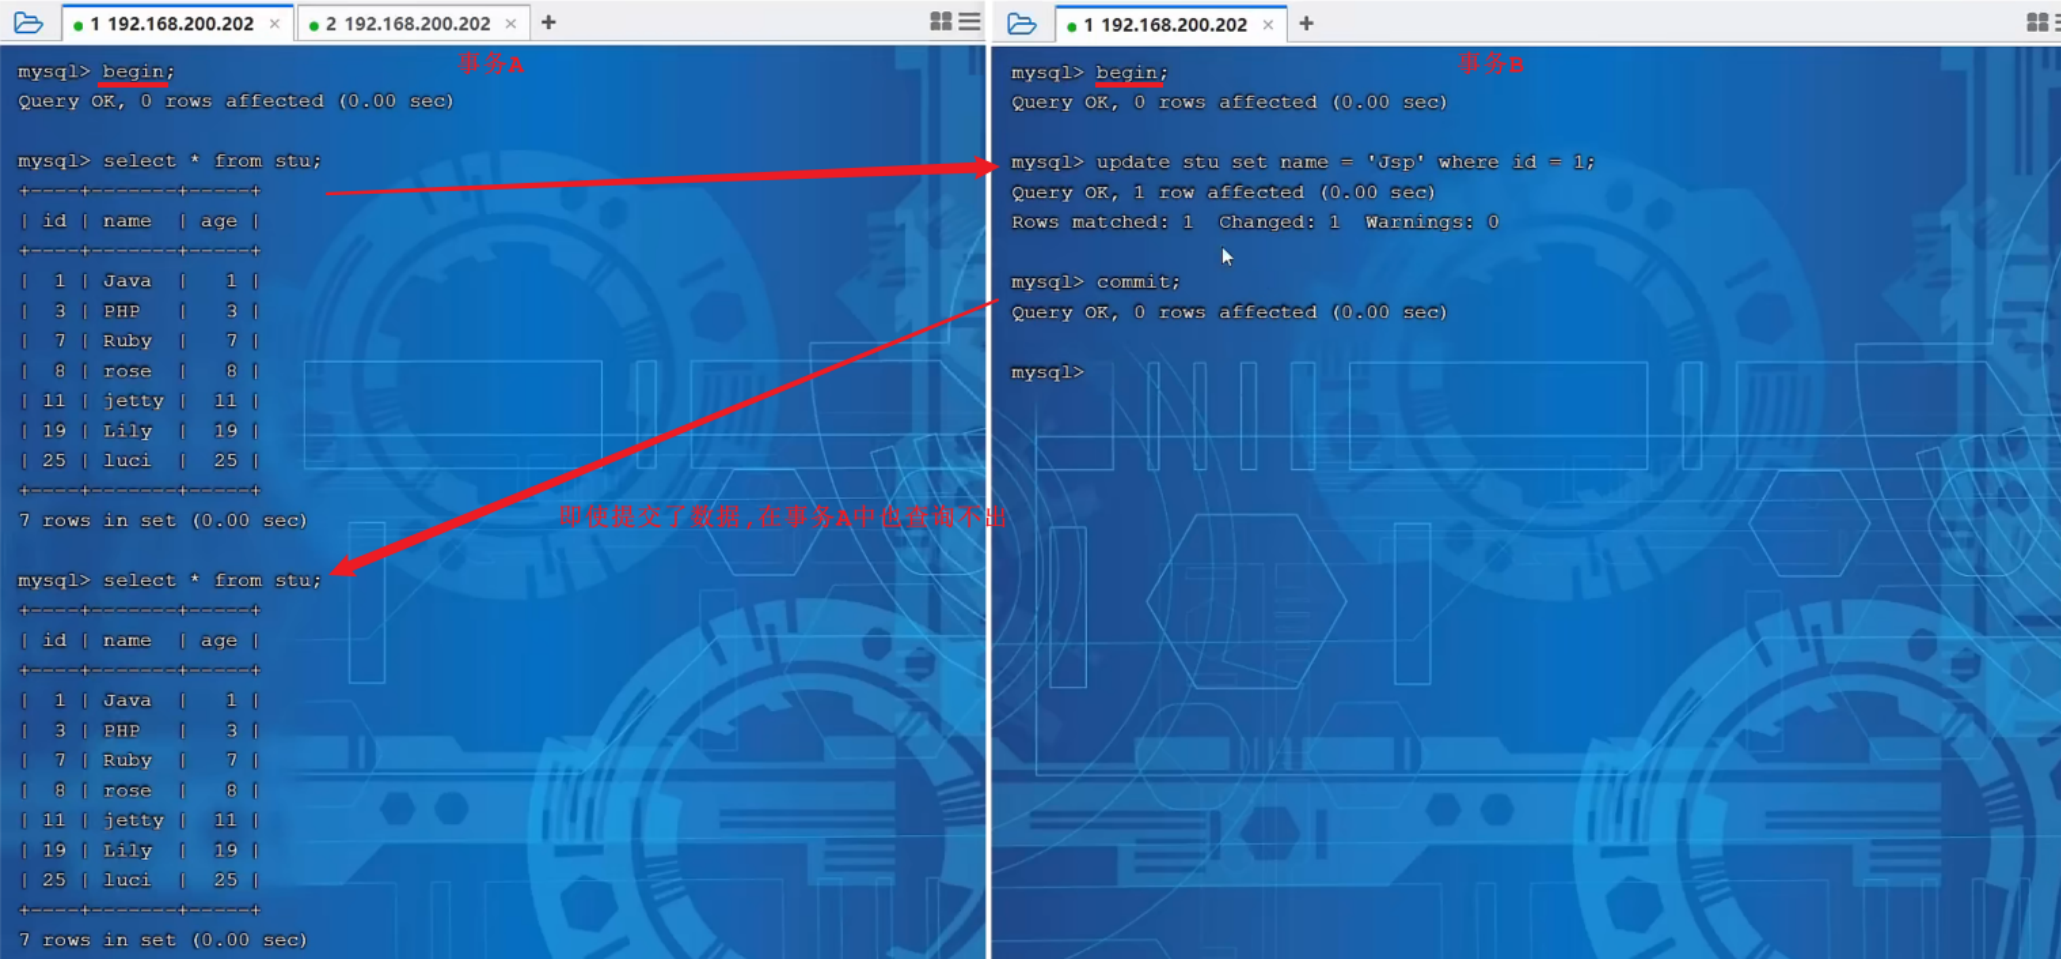 1 192.168.200.202
2 192.168.200.202
事务A
mysql> begin;
Query OK, 0 rows affected (0.00 sec)
mysql> select * from stu;
+----+-------+-----+
| id | name  | age |
+----+-------+-----+
|  1 | Java  |   1 |
|  3 | PHP   |   3 |
|  7 | Ruby  |   7 |
|  8 | rose  |   8 |
| 11 | jetty |  11 |
| 19 | Lily  |  19 |
| 25 | luci  |  25 |
+----+-------+-----+
7 rows in set (0.00 sec)
即使提交了数据,在事务A中也查询不出
mysql> select * from stu;
+----+-------+-----+
| id | name  | age |
+----+-------+-----+
|  1 | Java  |   1 |
|  3 | PHP   |   3 |
|  7 | Ruby  |   7 |
|  8 | rose  |   8 |
| 11 | jetty |  11 |
| 19 | Lily  |  19 |
| 25 | luci  |  25 |
+----+-------+-----+
7 rows in set (0.00 sec)
1 192.168.200.202
事务B
mysql> begin;
Query OK, 0 rows affected (0.00 sec)
mysql> update stu set name = 'Jsp' where id = 1;
Query OK, 1 row affected (0.00 sec)
Rows matched: 1  Changed: 1  Warnings: 0
mysql> commit;
Query OK, 0 rows affected (0.00 sec)
mysql>